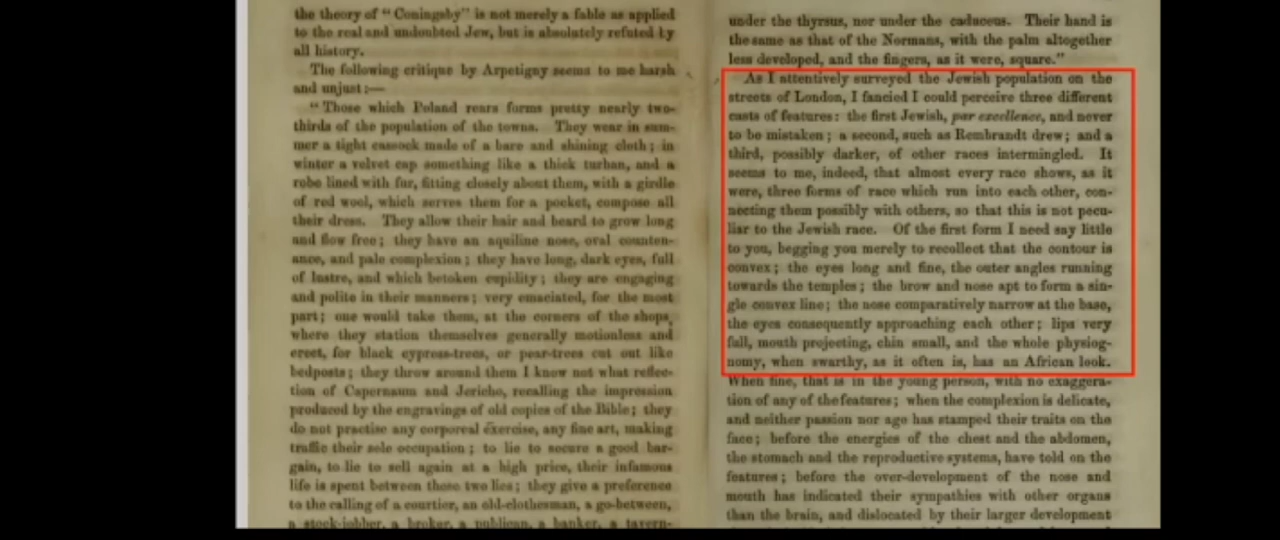 the theory of “Coningsby” is not merely a fable as applied
to the real and undoubted Jew, but is absolutely refuted by
all history.
The following critique by Arpetigny seems to me harsh
and unjust:—
“Those which Poland rears forms pretty nearly two-
thirds of the population of the towns. They wear in sum-
mer a tight cassock made of a bare and shining cloth; in
winter a velvet cap something like a thick turban, and a
robe lined with fur, fitting closely about them, with a girdle
of red wool, which serves them for a pocket, compose all
their dress. They allow their hair and beard to grow long
and flow free; they have an aquiline nose, oval counten-
ance, and pale complexion; they have long, dark eyes, full
of lustre, and which betoken cupidity; they are engaging
and polite in their manners; very emaciated, for the most
part; one would take them, at the corners of the shops,
where they station themselves generally motionless and
erect, for black cypress-trees, or pear-trees cut out like
bedposts; they throw around them I know not what reflec-
tion of Capernaum and Jericho, recalling the impression
produced by the engravings of old copies of the Bible; they
do not practise any corporeal exercise, any fine art, making
traffic their sole occupation; to lie to secure a good bar-
gain, to lie to sell again at a high price, their infamous
life is spent between these two lies; they give a preference
to the calling of a courtier, an old-clothesman, a go-between,
a stock-jobber, a broker, a publican, a banker, a tavern-
under the thyrsus, nor under the caduceus. Their hand is
the same as that of the Normans, with the palm altogether
less developed, and the fingers, as it were, square.”
As I attentively surveyed the Jewish population on the
streets of London, I fancied I could perceive three different
casts of features: the first Jewish, par excellence, and never
to be mistaken; a second, such as Rembrandt drew; and a
third, possibly darker, of other races intermingled. It
seems to me, indeed, that almost every race shows, as it
were, three forms of race which run into each other, con-
necting them possibly with others, so that this is not pecu-
liar to the Jewish race. Of the first form I need say little
to you, begging you merely to recollect that the contour is
convex; the eyes long and fine, the outer angles running
towards the temples; the brow and nose apt to form a sin-
gle convex line; the nose comparatively narrow at the base,
the eyes consequently approaching each other; lips very
full, mouth projecting, chin small, and the whole physiog-
nomy, when swarthy, as it often is, has an African look.
When fine, that is in the young person, with no exaggera-
tion of any of the features; when the complexion is delicate,
and neither passion nor age has stamped their traits on the
face; before the energies of the chest and the abdomen,
the stomach and the reproductive systems, have told on the
features; before the over-development of the nose and
mouth has indicated their sympathies with other organs
than the brain, and dislocated by their larger development